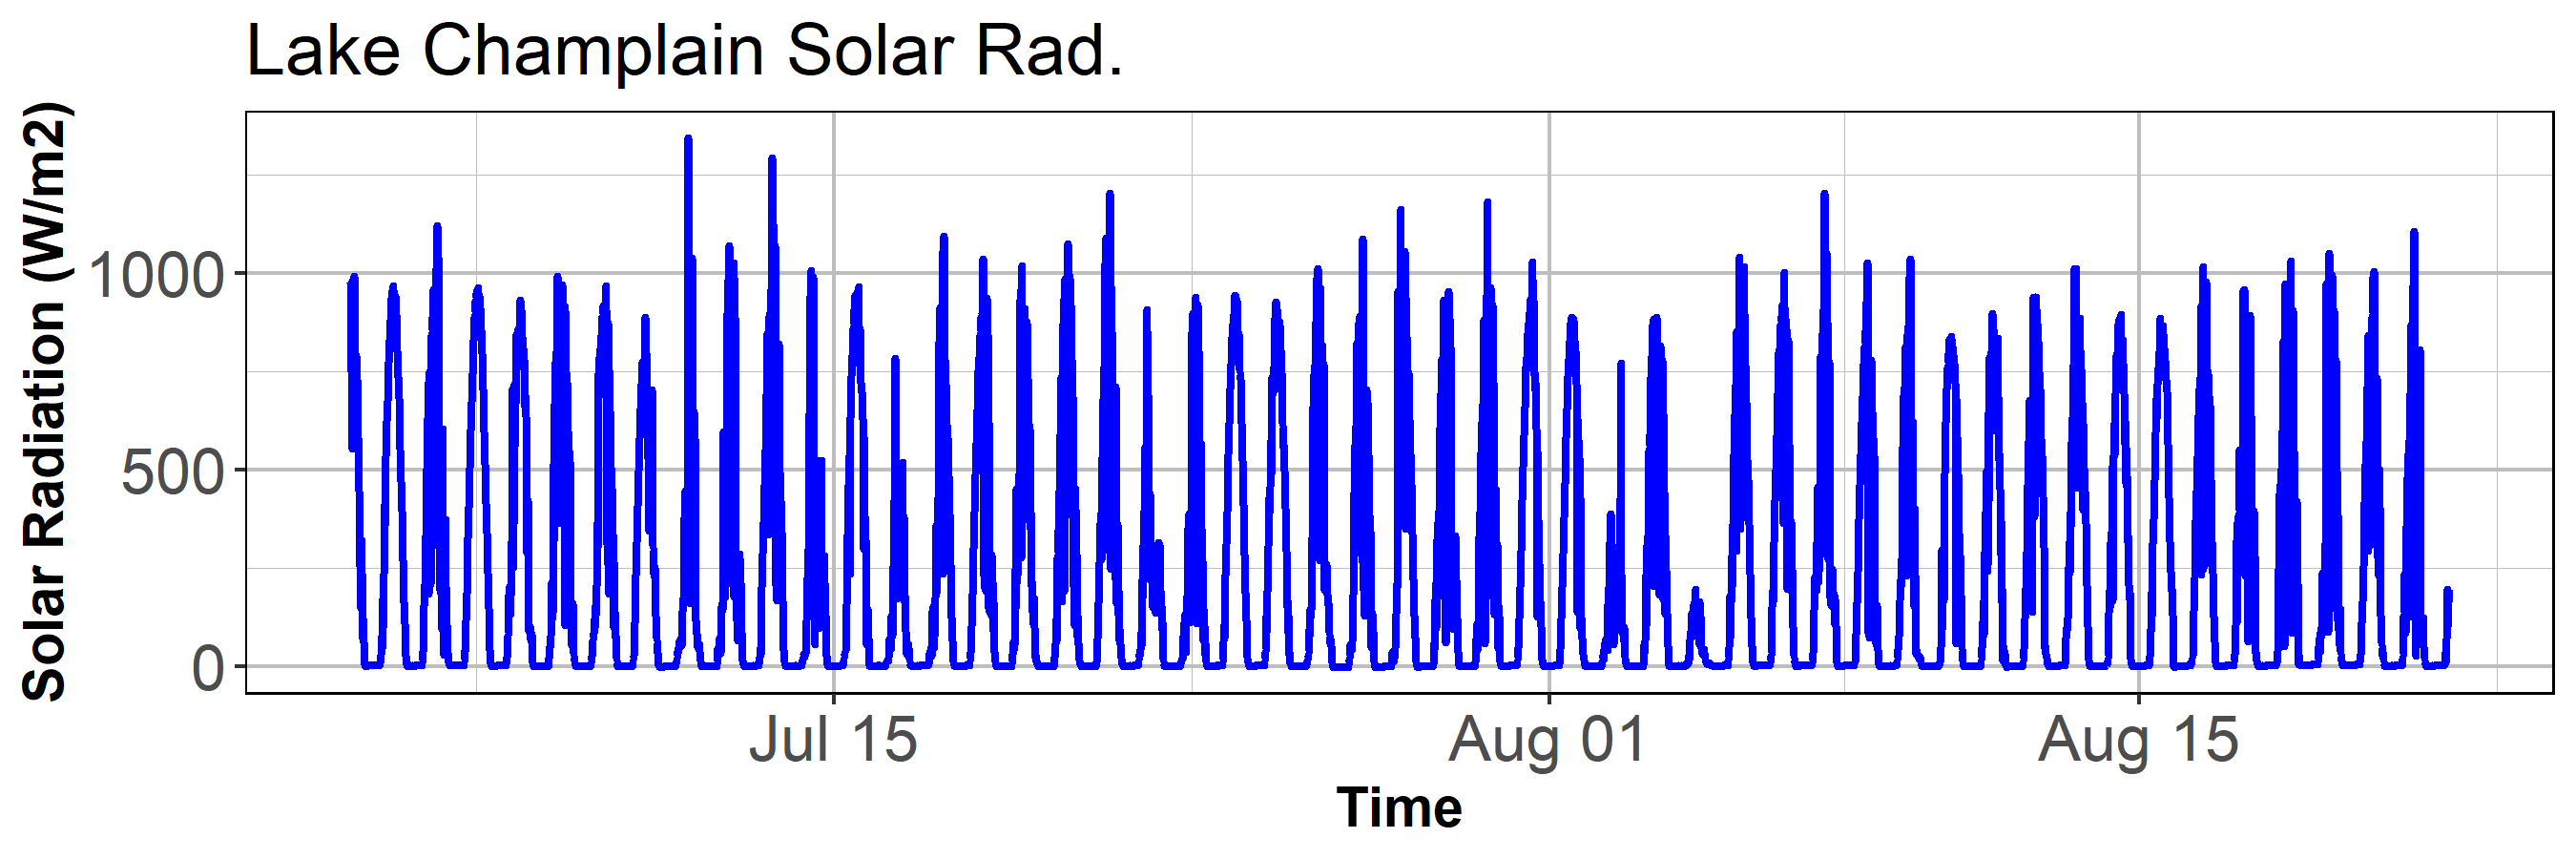 Lake Champlain Solar Rad.
Solar Radiation (W/m2)
1000
500
0
Jul 15
Aug 01
Aug 15
Time